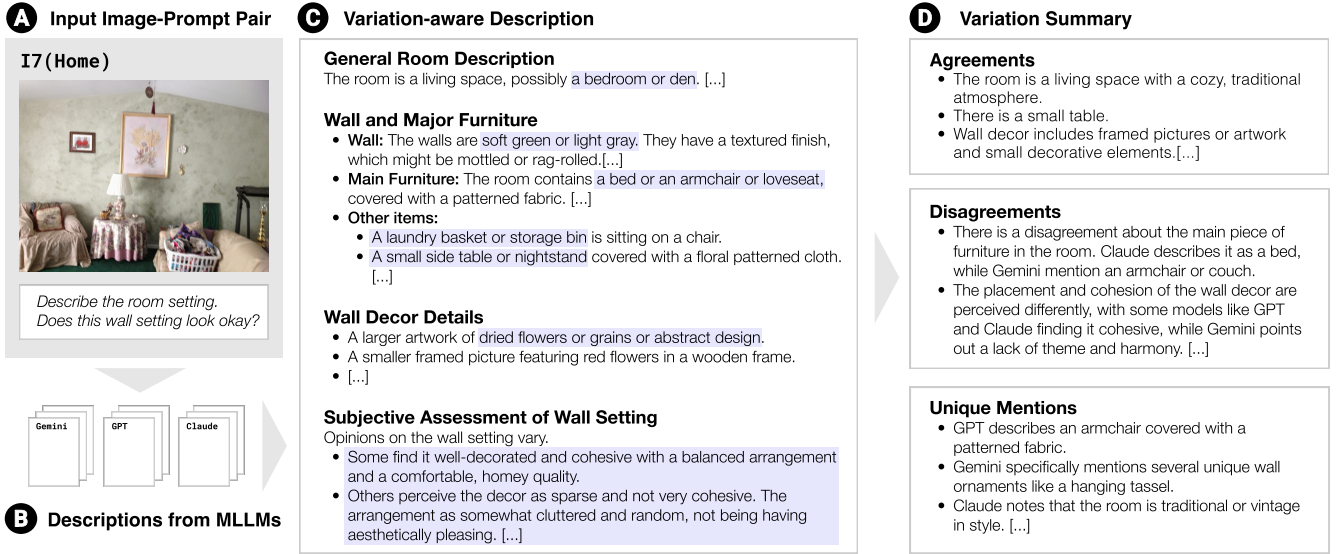 A Input Image-Prompt Pair
I7(Home)
Describe the room setting.
Does this wall setting look okay?
Gemini
GPT
Claude
B Descriptions from MLLMs
C Variation-aware Description
General Room Description
The room is a living space, possibly a bedroom or den. [...]
Wall and Major Furniture
• Wall: The walls are soft green or light gray. They have a textured finish,
which might be mottled or rag-rolled.[...]
• Main Furniture: The room contains a bed or an armchair or loveseat,
covered with a patterned fabric. [...]
• Other items:
• A laundry basket or storage bin is sitting on a chair.
• A small side table or nightstand covered with a floral patterned cloth.
[...]
Wall Decor Details
• A larger artwork of dried flowers or grains or abstract design.
• A smaller framed picture featuring red flowers in a wooden frame.
• [...]
Subjective Assessment of Wall Setting
Opinions on the wall setting vary.
• Some find it well-decorated and cohesive with a balanced arrangement
and a comfortable, homey quality.
• Others perceive the decor as sparse and not very cohesive. The
arrangement as somewhat cluttered and random, not being having
aesthetically pleasing. [...]
D Variation Summary
Agreements
• The room is a living space with a cozy, traditional
atmosphere.
• There is a small table.
• Wall decor includes framed pictures or artwork
and small decorative elements.[...]
Disagreements
• There is a disagreement about the main piece of
furniture in the room. Claude describes it as a bed,
while Gemini mention an armchair or couch.
• The placement and cohesion of the wall decor are
perceived differently, with some models like GPT
and Claude finding it cohesive, while Gemini points
out a lack of theme and harmony. [...]
Unique Mentions
• GPT describes an armchair covered with a
patterned fabric.
• Gemini specifically mentions several unique wall
ornaments like a hanging tassel.
• Claude notes that the room is traditional or vintage
in style. [...]